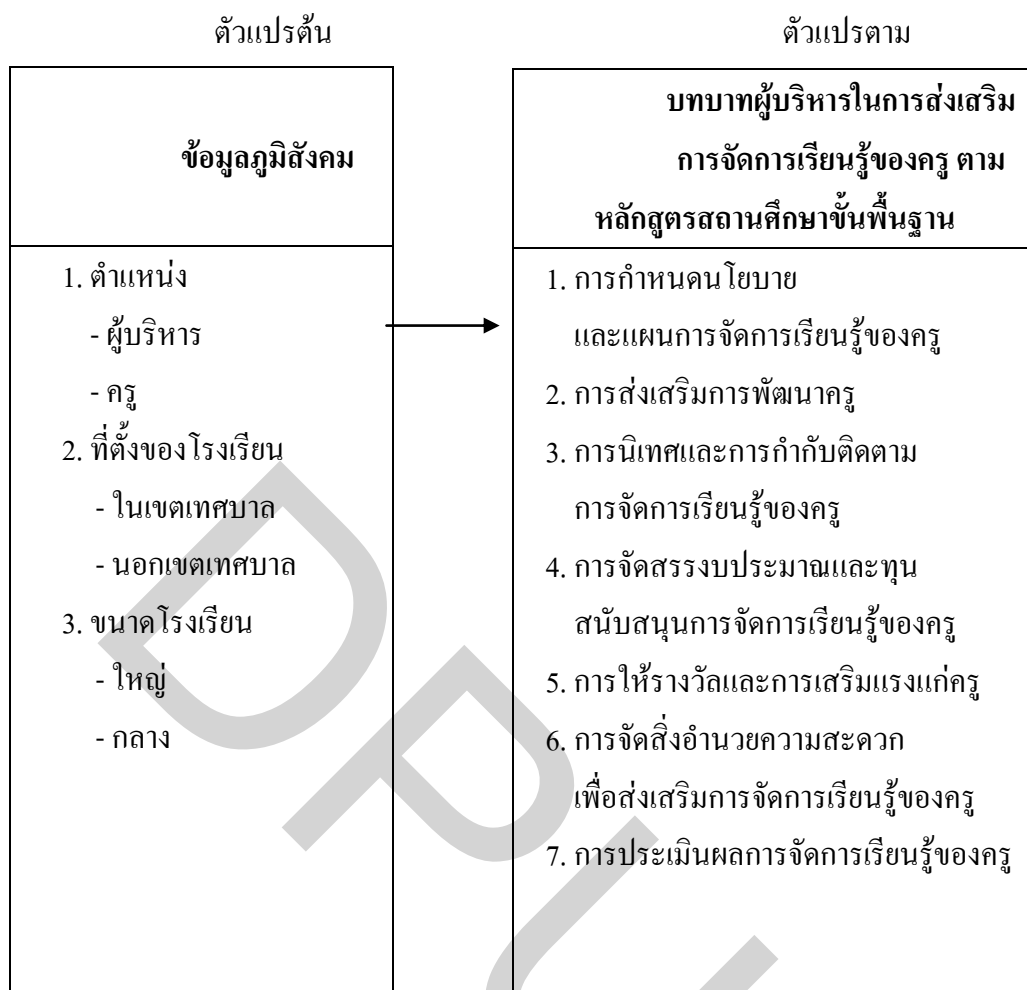 ตัวแปรต้น
ตัวแปรตาม
ข้อมูลภูมิสังคม
บทบาทผู้บริหารในการส่งเสริม
การจัดการเรียนรู้ของครู ตาม
หลักสูตรสถานศึกษาขั้นพื้นฐาน
1. ตำแหน่ง
- ผู้บริหาร
- ครู
2. ที่ตั้งของโรงเรียน
- ในเขตเทศบาล
- นอกเขตเทศบาล
3. ขนาดโรงเรียน
- ใหญ่
- กลาง
1. การกำหนดนโยบาย
และแผนการจัดการเรียนรู้ของครู
2. การส่งเสริมการพัฒนาครู
3. การนิเทศและการกำกับติดตาม
การจัดการเรียนรู้ของครู
4. การจัดสรรงบประมาณและทุน
สนับสนุนการจัดการเรียนรู้ของครู
5. การให้รางวัลและการเสริมแรงแก่ครู
6. การจัดสิ่งอำนวยความสะดวก
เพื่อส่งเสริมการจัดการเรียนรู้ของครู
7. การประเมินผลการจัดการเรียนรู้ของครู
DPU